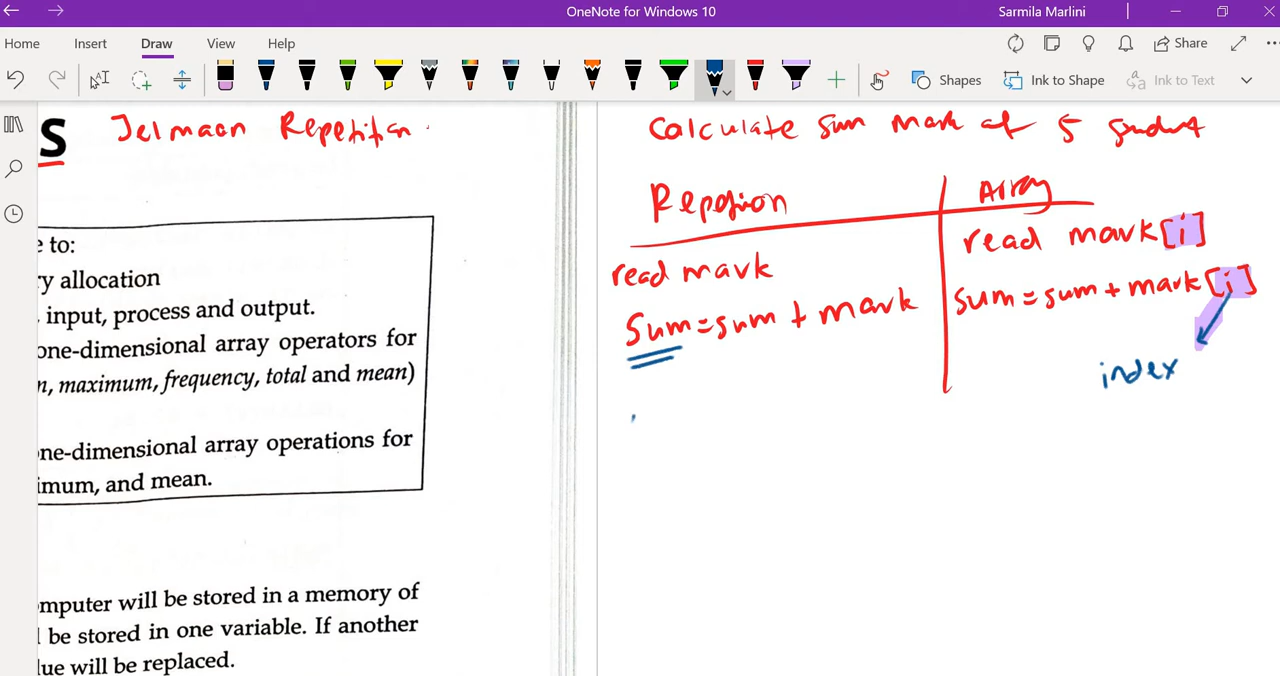 OneNote for Windows 10
Sarmila Marlini
Home Insert Draw View Help
Share
Shapes Ink to Shape Ink to Text
S Jelmaan Repetition
e to:
ry allocation
input, process and output.
one-dimensional array operators for
n, maximum, frequency, total and mean)
ne-dimensional array operations for
imum, and mean.
omputer will be stored in a memory of
l be stored in one variable. If another
lue will be replaced.
Calculate sum mark of 5 student
Repetion
read mark
Sum=sum + mark
Array
read mark[i]
sum=sum+mark[i]
index